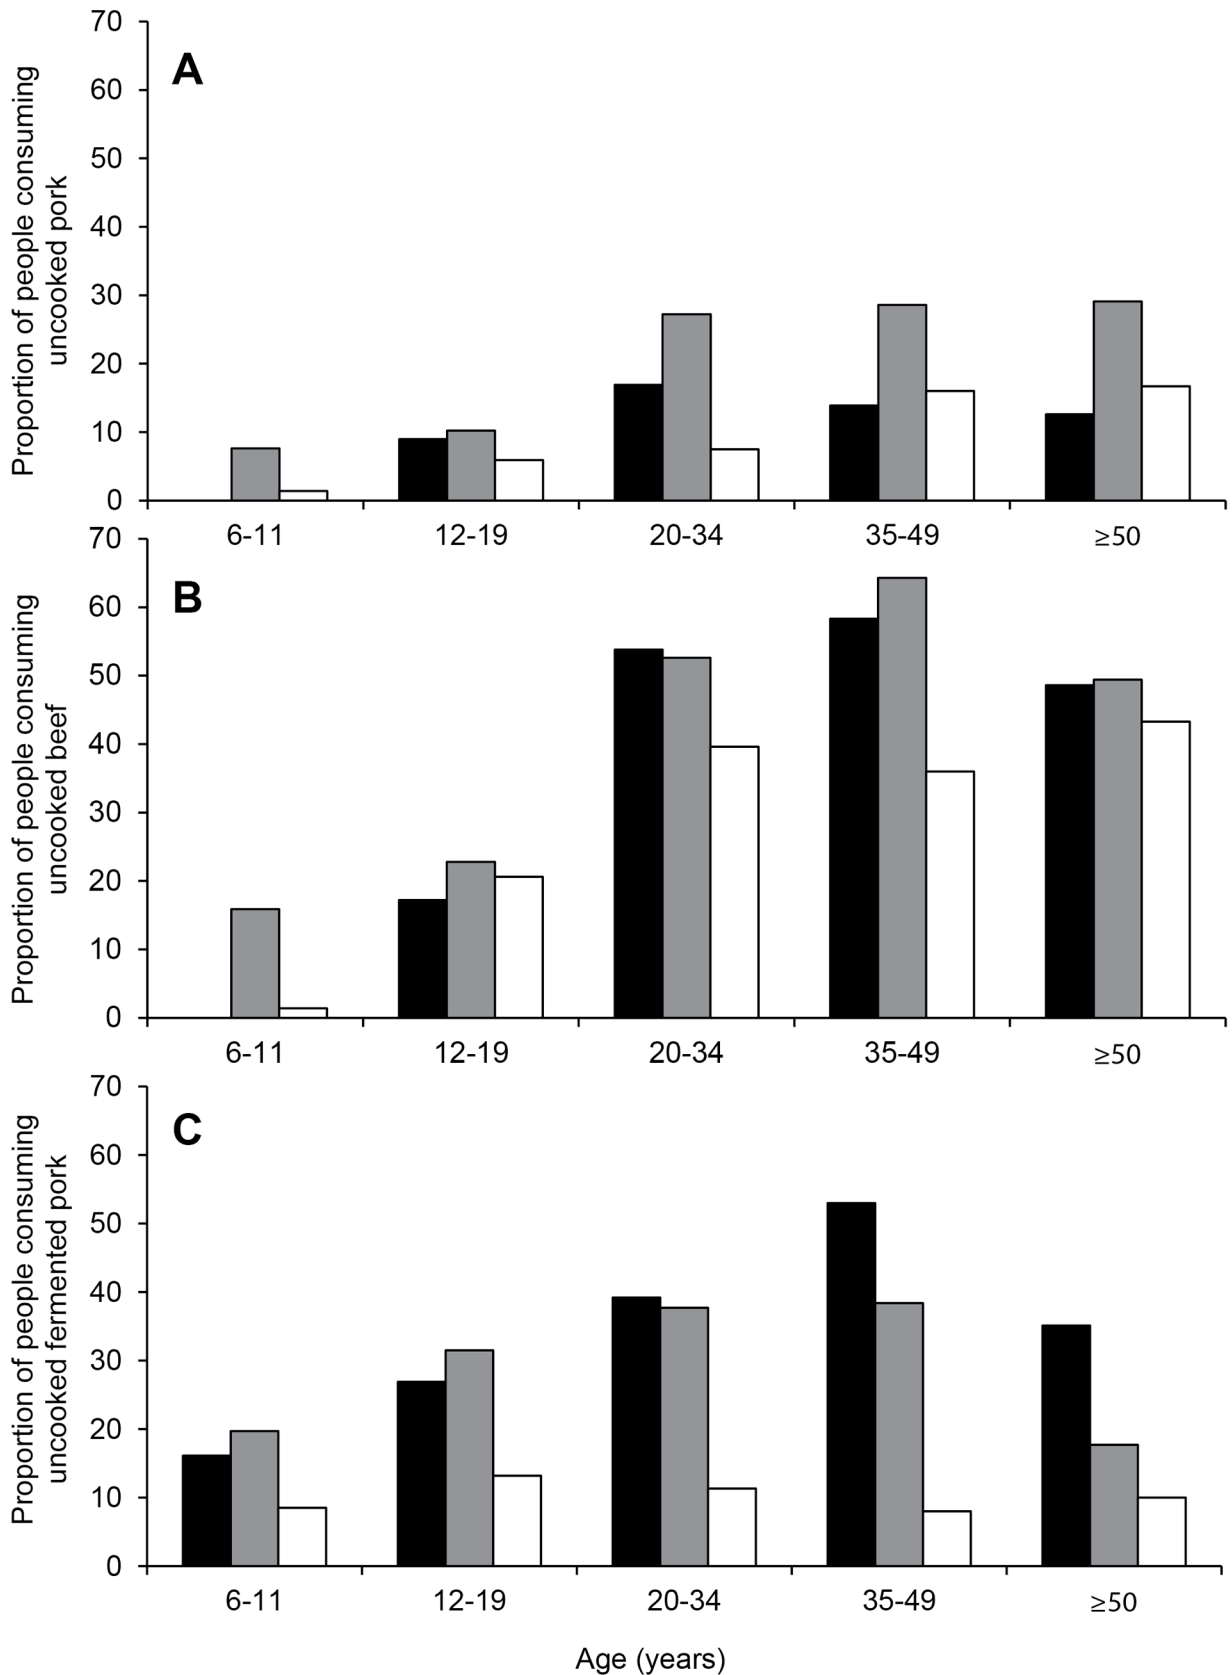 A
Proportion of people consuming
uncooked pork
70
60
50
40
30
20
10
0
6-11 12-19 20-34 35-49 ≥50
B
Proportion of people consuming
uncooked beef
70
60
50
40
30
20
10
0
6-11 12-19 20-34 35-49 ≥50
C
Proportion of people consuming
uncooked fermented pork
70
60
50
40
30
20
10
0
6-11 12-19 20-34 35-49 ≥50
Age (years)